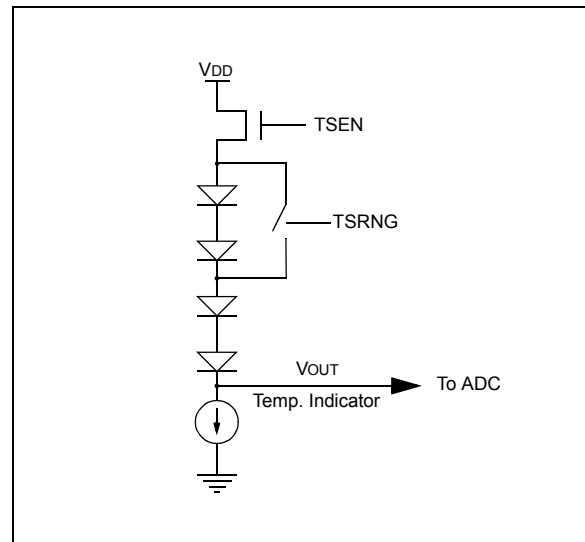 VDD
TSEN
TSRNG
VOUT
Temp. Indicator
To ADC